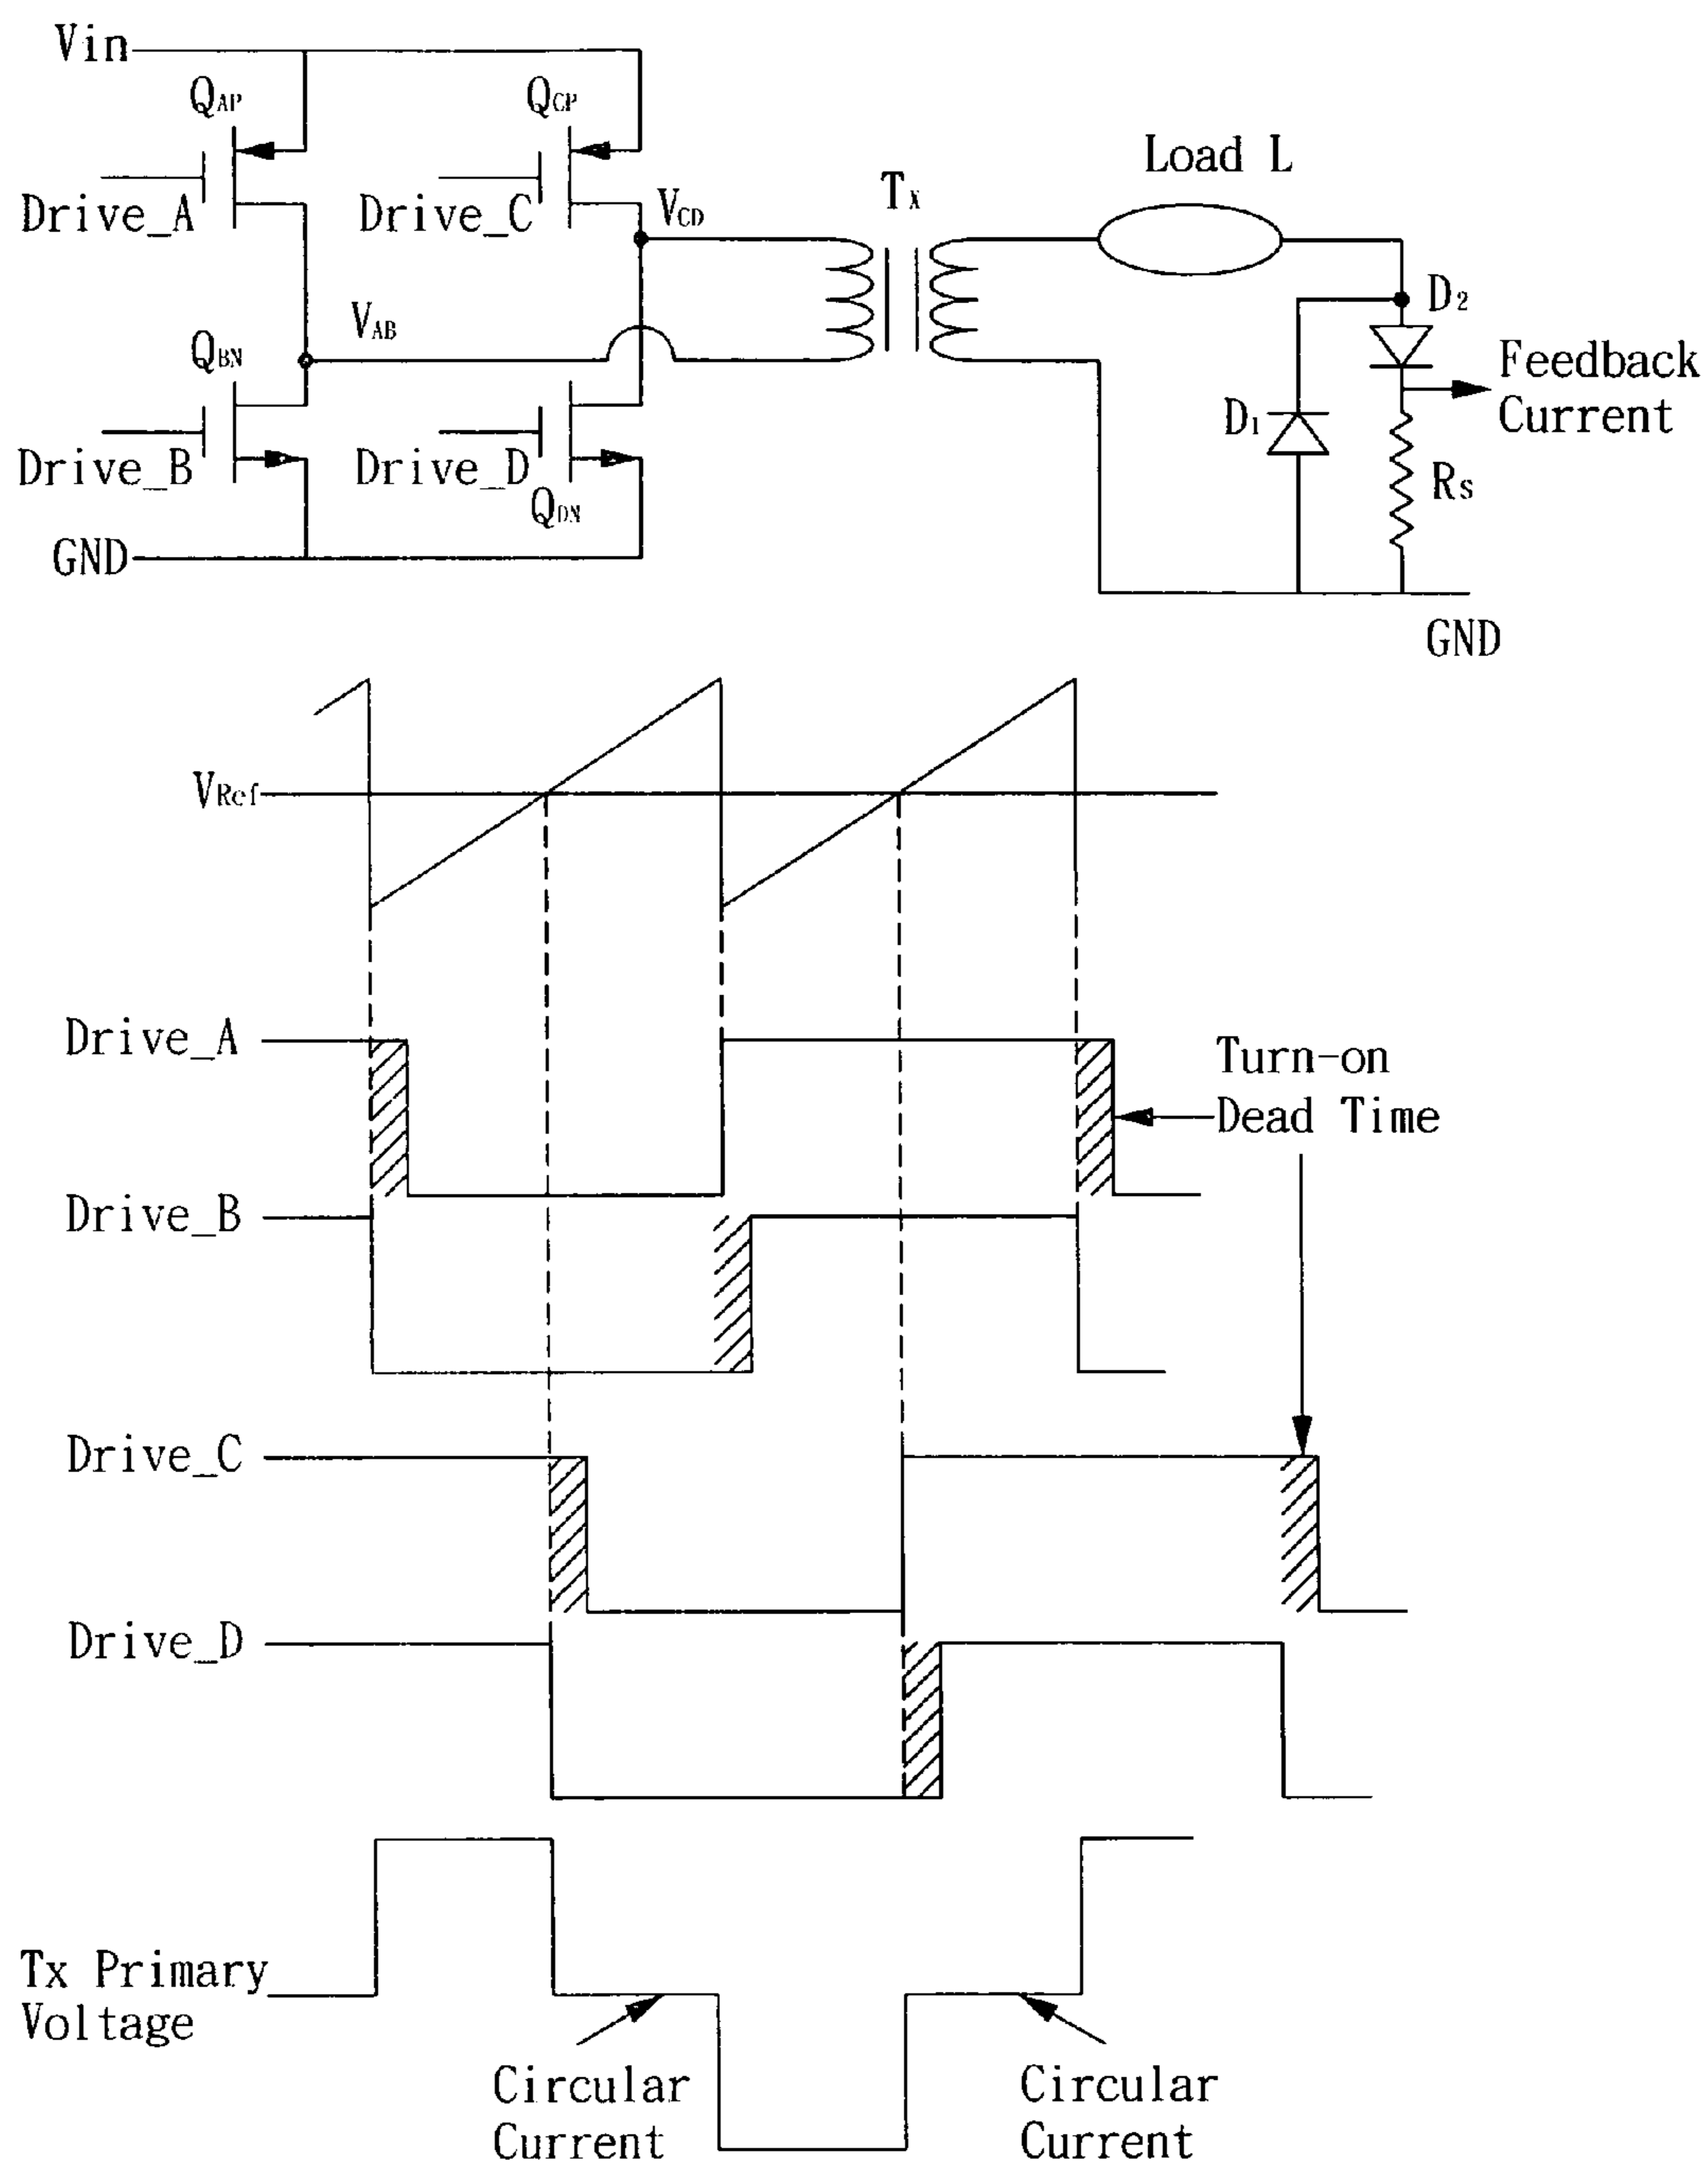 Vin
QAP
QCP
Drive_A
Drive_C
VCD
Tx
Load L
VAB
QBN
D2
Feedback
Current
D1
Drive_B
Drive_D
QDN
Rs
GND
GND
VRef
Drive_A
Turn-on
Dead Time
Drive_B
Drive_C
Drive_D
Tx Primary
Voltage
Circular
Current
Circular
Current